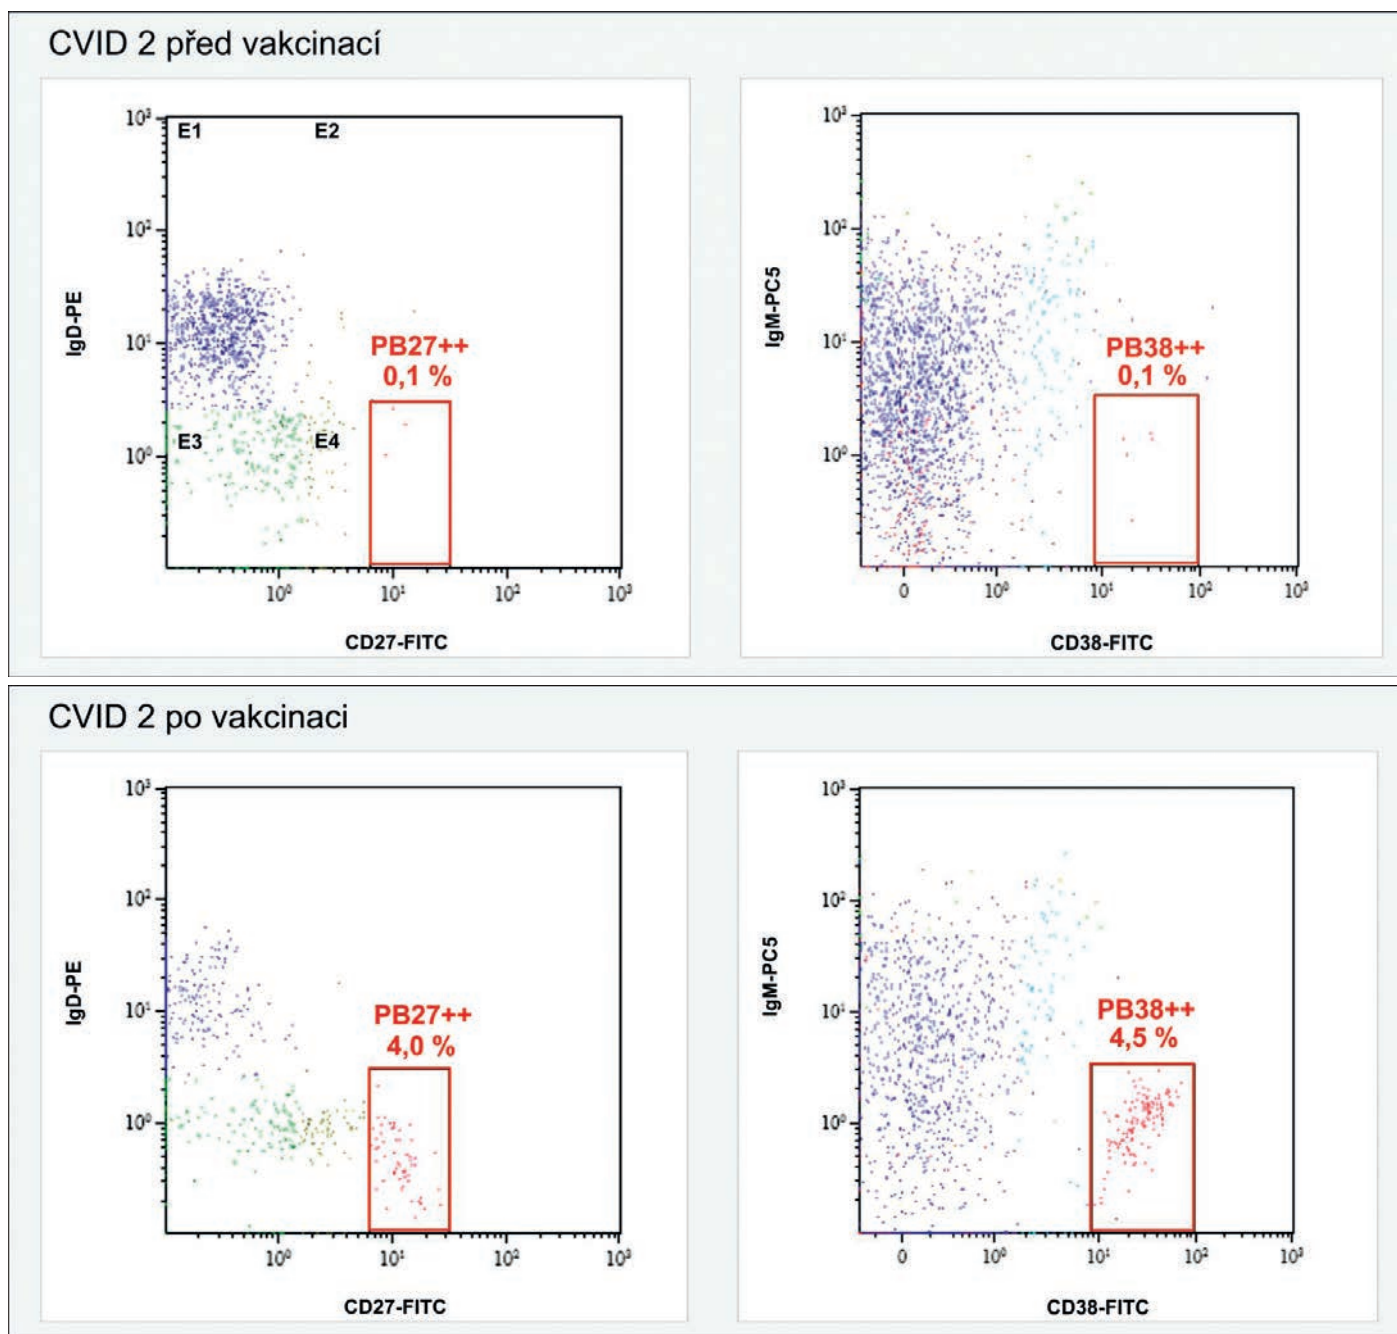 CVID 2 před vakcinací
10³
E1
E2
10²
IgD-PE
10¹
PB27++
0,1 %
E3
E4
10⁰
10⁰
10¹
10²
10³
CD27-FITC
10³
10²
IgM-PC5
10¹
PB38++
0,1 %
10⁰
0
10⁰
10¹
10²
10³
CD38-FITC
CVID 2 po vakcinaci
10³
10²
IgD-PE
10¹
PB27++
4,0 %
10⁰
10⁰
10¹
10²
10³
CD27-FITC
10³
10²
IgM-PC5
10¹
PB38++
4,5 %
10⁰
0
10⁰
10¹
10²
10³
CD38-FITC